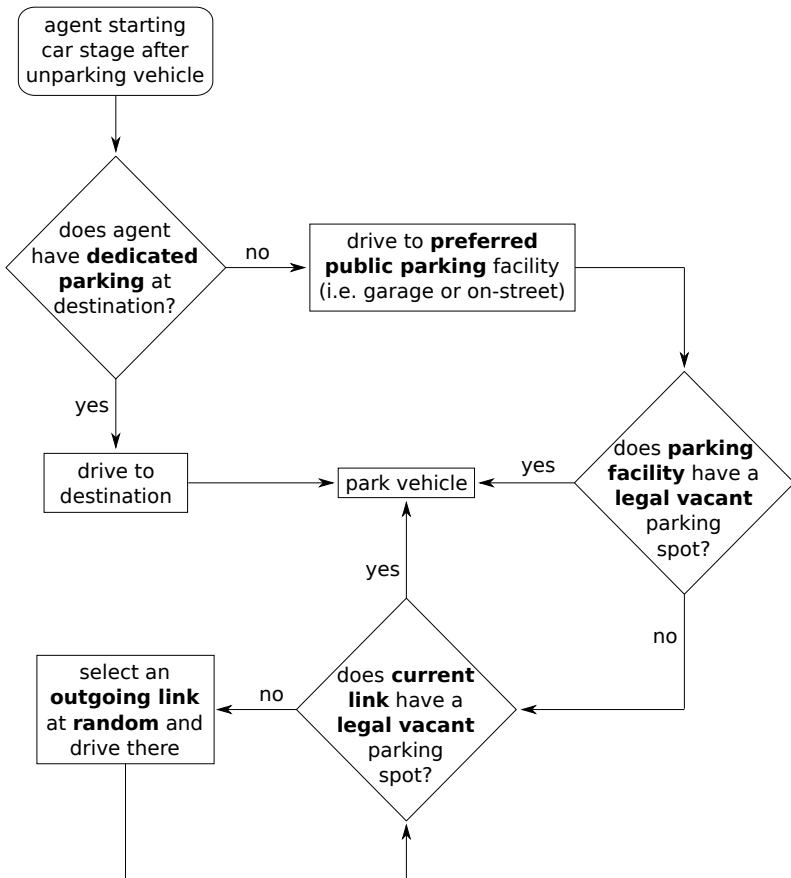 agent starting
car stage after
unparking vehicle
does agent
have dedicated
parking at
destination?
no
drive to preferred
public parking facility
(i.e. garage or on-street)
yes
drive to
destination
park vehicle
yes
does parking
facility have a
legal vacant
parking
spot?
yes
no
select an
outgoing link
at random and
drive there
no
does current
link have a
legal vacant
parking
spot?